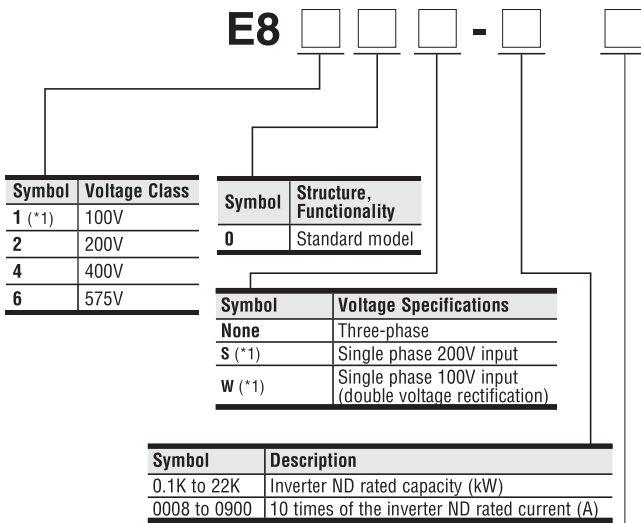 E8 -
Symbol Voltage Class
1 (*1) 100V
2 200V
4 400V
6 575V
Symbol Structure,
Functionality
0 Standard model
Symbol Voltage Specifications
None Three-phase
S (*1) Single phase 200V input
W (*1) Single phase 100V input
(double voltage rectification)
Symbol Description
0.1K to 22K Inverter ND rated capacity (kW)
0008 to 0900 10 times of the inverter ND rated current (A)